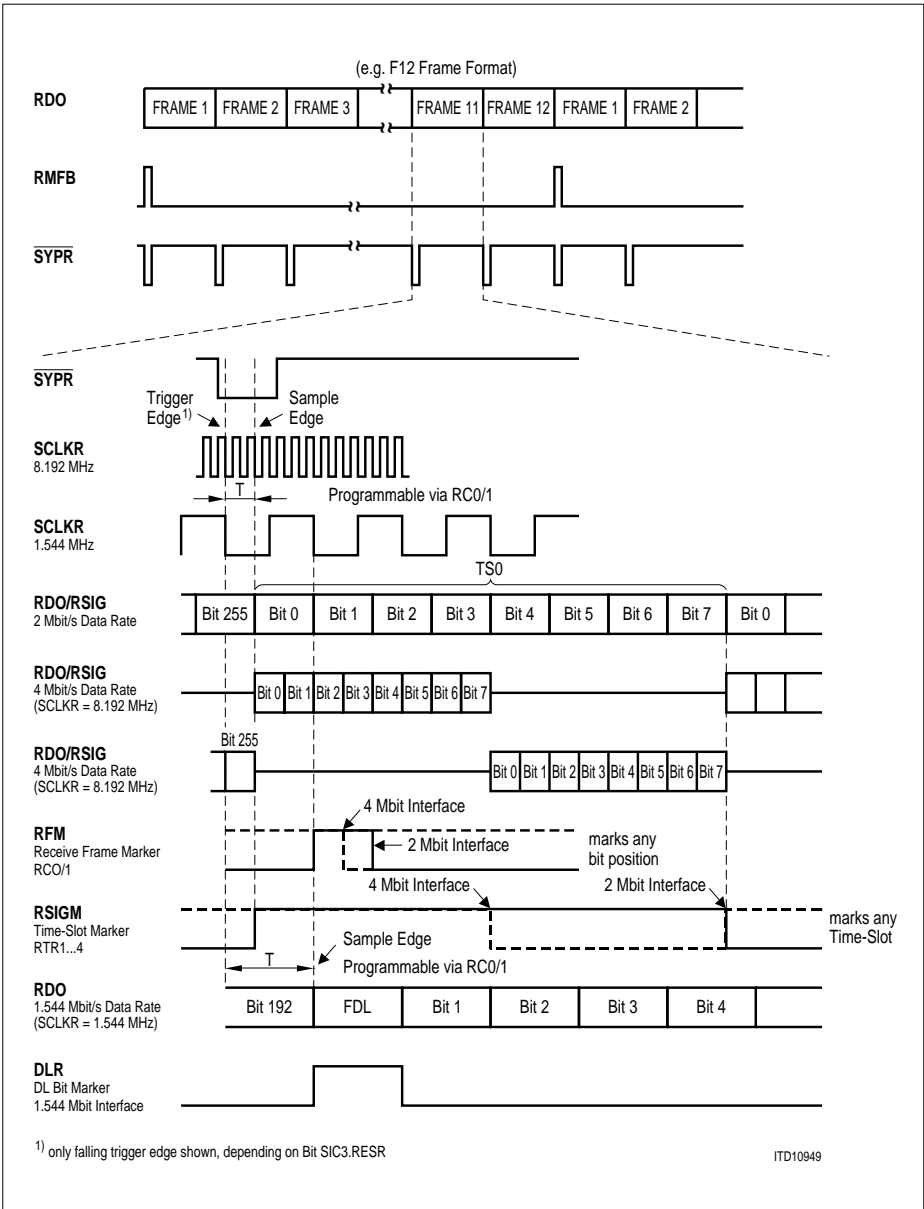 (e.g. F12 Frame Format)
RDO
FRAME 1 FRAME 2 FRAME 3 FRAME 11 FRAME 12 FRAME 1 FRAME 2
RMFB
SYPR
SYPR
Trigger Edge 1)
Sample Edge
SCLKR
8.192 MHz
T
Programmable via RC0/1
SCLKR
1.544 MHz
TS0
RDO/RSIG
2 Mbit/s Data Rate
Bit 255 Bit 0 Bit 1 Bit 2 Bit 3 Bit 4 Bit 5 Bit 6 Bit 7 Bit 0
RDO/RSIG
4 Mbit/s Data Rate
(SCLKR = 8.192 MHz)
Bit 0 Bit 1 Bit 2 Bit 3 Bit 4 Bit 5 Bit 6 Bit 7
Bit 255
RDO/RSIG
4 Mbit/s Data Rate
(SCLKR = 8.192 MHz)
Bit 0 Bit 1 Bit 2 Bit 3 Bit 4 Bit 5 Bit 6 Bit 7
4 Mbit Interface
RFM
Receive Frame Marker
RCO/1
2 Mbit Interface
marks any
bit position
4 Mbit Interface
2 Mbit Interface
RSIGM
Time-Slot Marker
RTR1...4
marks any
Time-Slot
T
Sample Edge
Programmable via RC0/1
RDO
1.544 Mbit/s Data Rate
(SCLKR = 1.544 MHz)
Bit 192 FDL Bit 1 Bit 2 Bit 3 Bit 4
DLR
DL Bit Marker
1.544 Mbit Interface
1) only falling trigger edge shown, depending on Bit SIC3.RESR
ITD10949